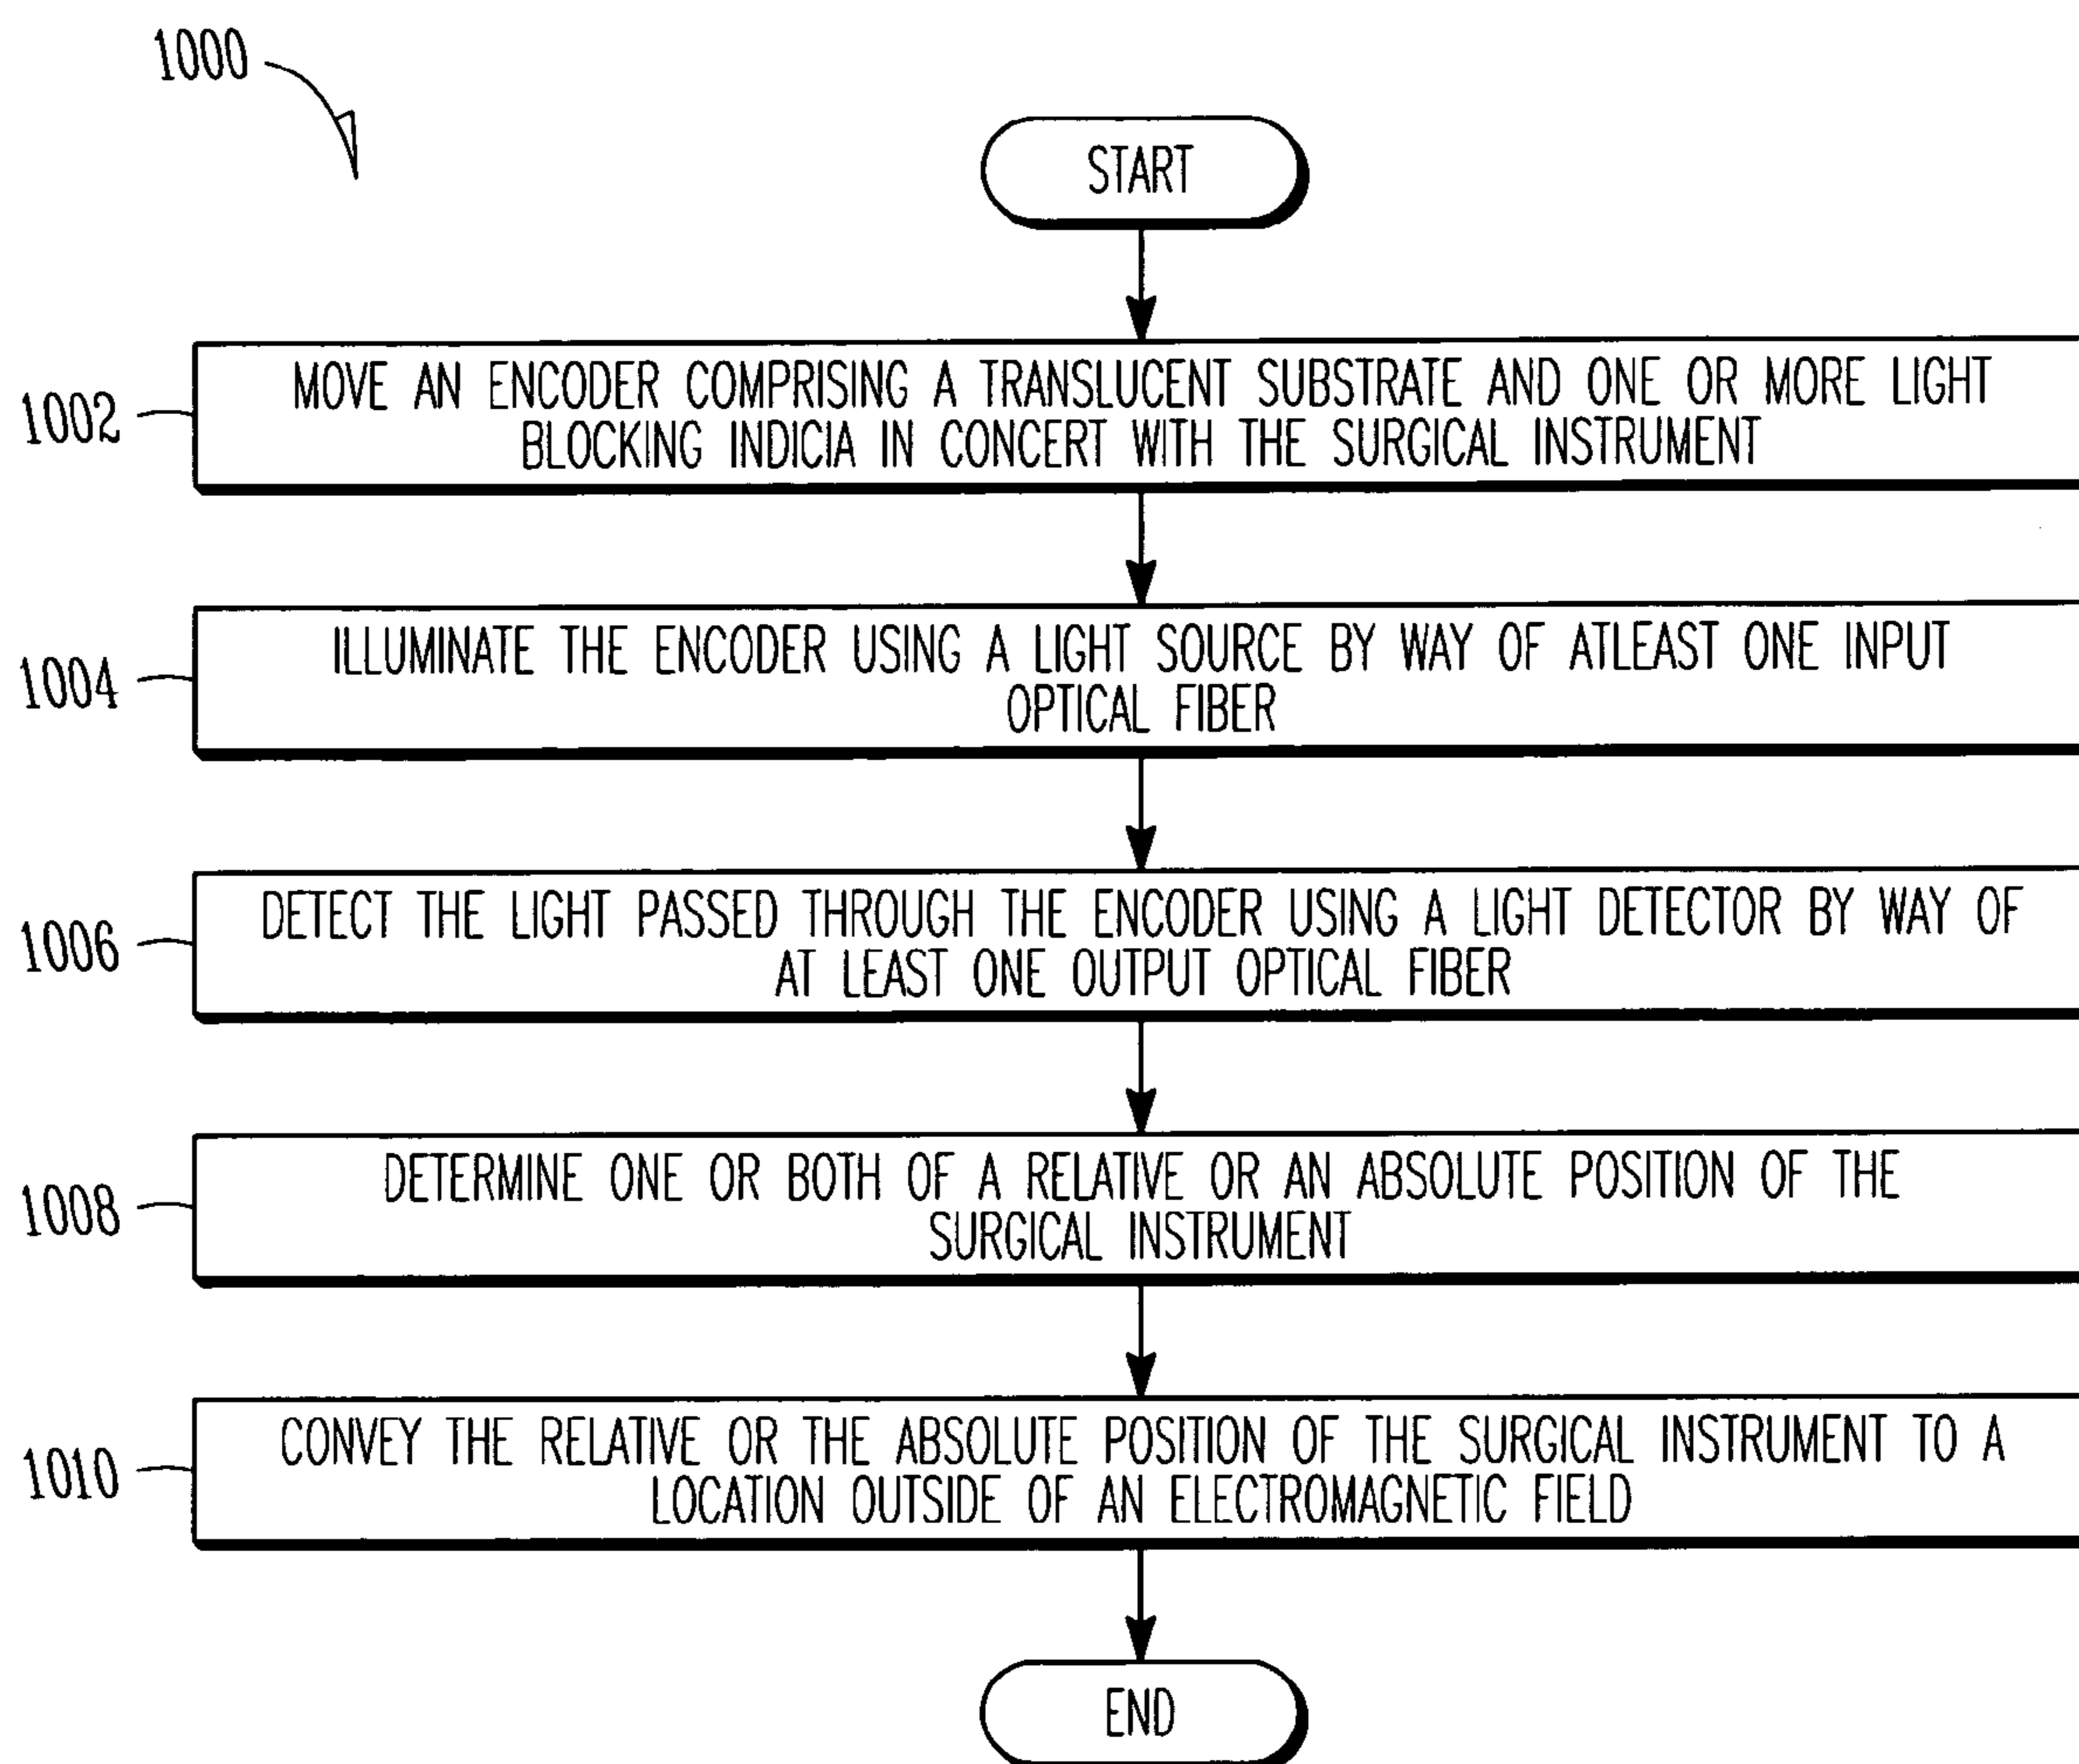 1000
START
1002
MOVE AN ENCODER COMPRISING A TRANSLUCENT SUBSTRATE AND ONE OR MORE LIGHT
BLOCKING INDICIA IN CONCERT WITH THE SURGICAL INSTRUMENT
1004
ILLUMINATE THE ENCODER USING A LIGHT SOURCE BY WAY OF ATLEAST ONE INPUT
OPTICAL FIBER
1006
DETECT THE LIGHT PASSED THROUGH THE ENCODER USING A LIGHT DETECTOR BY WAY OF
AT LEAST ONE OUTPUT OPTICAL FIBER
1008
DETERMINE ONE OR BOTH OF A RELATIVE OR AN ABSOLUTE POSITION OF THE
SURGICAL INSTRUMENT
1010
CONVEY THE RELATIVE OR THE ABSOLUTE POSITION OF THE SURGICAL INSTRUMENT TO A
LOCATION OUTSIDE OF AN ELECTROMAGNETIC FIELD
END